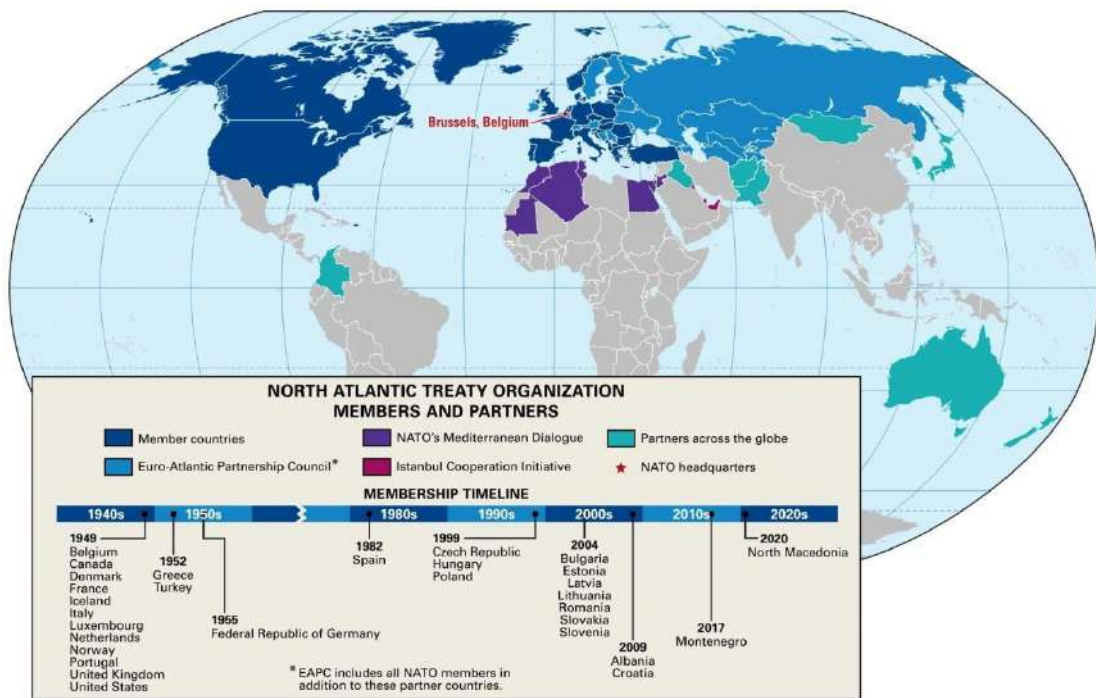 Brussels, Belgium
NORTH ATLANTIC TREATY ORGANIZATION
MEMBERS AND PARTNERS
Member countries
NATO's Mediterranean Dialogue
Partners across the globe
Euro-Atlantic Partnership Council*
Istanbul Cooperation Initiative
NATO headquarters
MEMBERSHIP TIMELINE
1940s
1950s
1980s
1990s
2000s
2010s
2020s
1949
Belgium
Canada
Denmark
France
Iceland
Italy
Luxembourg
Netherlands
Norway
Portugal
United Kingdom
United States
1952
Greece
Turkey
1955
Federal Republic of Germany
1982
Spain
1999
Czech Republic
Hungary
Poland
2004
Bulgaria
Estonia
Latvia
Lithuania
Romania
Slovakia
Slovenia
2009
Albania
Croatia
2017
Montenegro
2020
North Macedonia
* EAPC includes all NATO members in
addition to these partner countries.